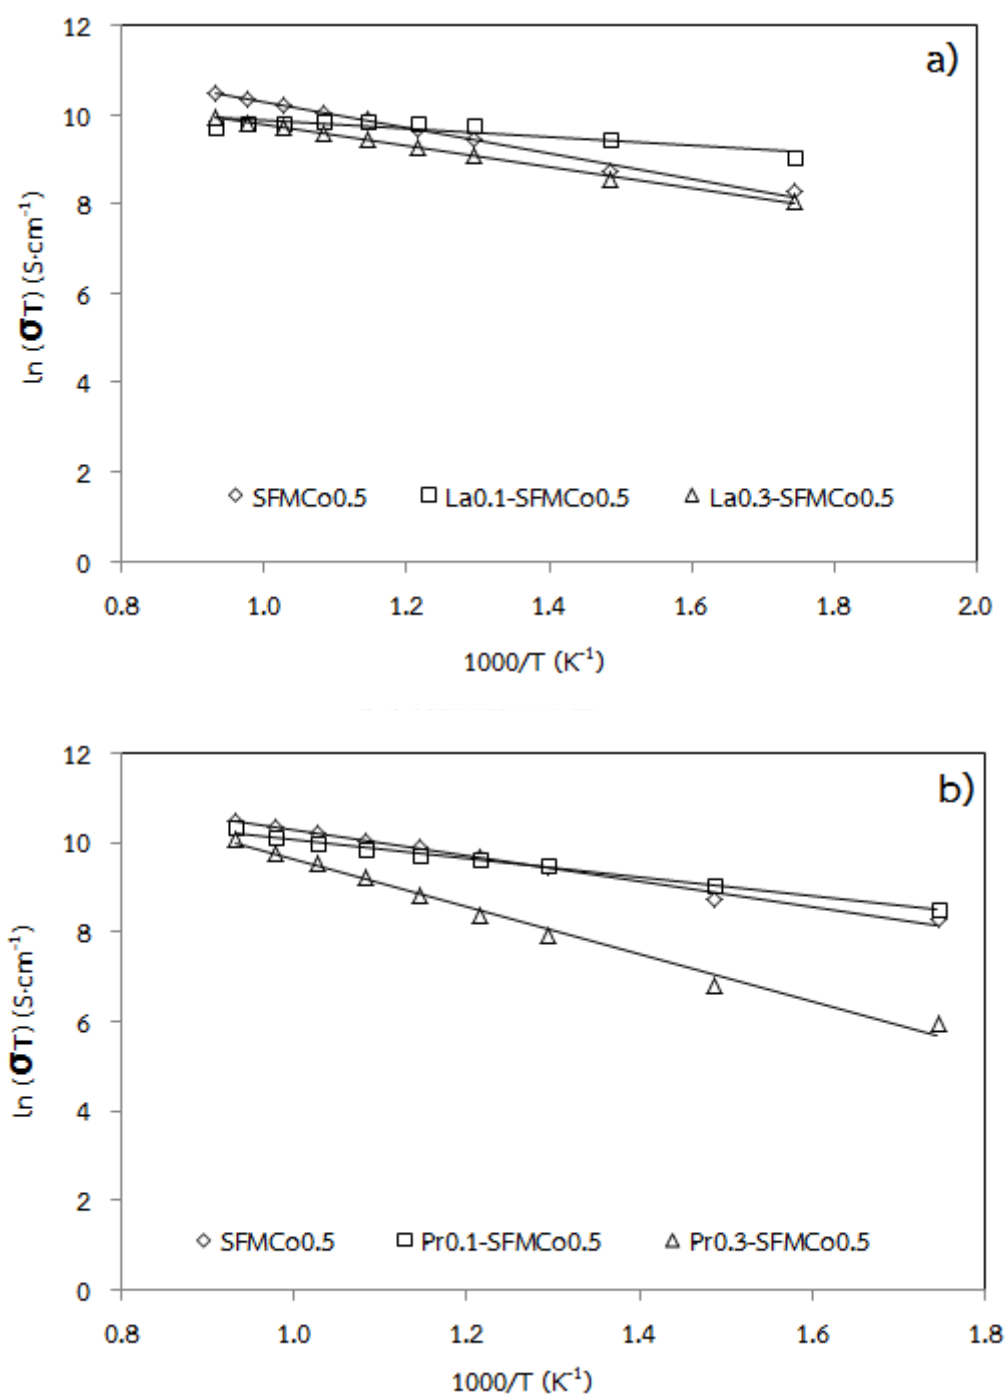 12
a)
10
8
6
4
2
0
ln (σT) (S·cm⁻¹)
SFMCo0.5 La0.1-SFMCo0.5 La0.3-SFMCo0.5
0.8 1.0 1.2 1.4 1.6 1.8 2.0
1000/T (K⁻¹)
12
b)
10
8
6
4
2
0
ln (σT) (S·cm⁻¹)
SFMCo0.5 Pr0.1-SFMCo0.5 Pr0.3-SFMCo0.5
0.8 1.0 1.2 1.4 1.6 1.8
1000/T (K⁻¹)